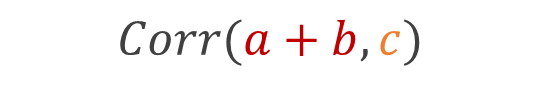 Corr(a + b, c)